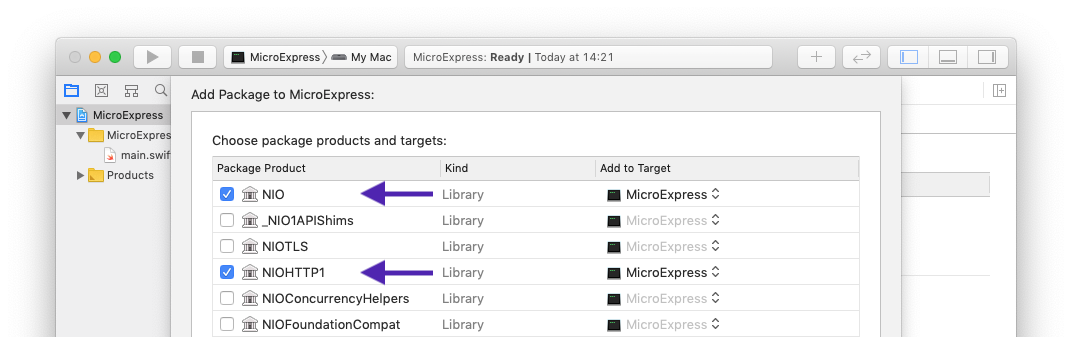 MicroExpress 〉 My Mac
MicroExpress: Ready | Today at 14:21
MicroExpress
MicroExpres
main.swif
Products
Add Package to MicroExpress:
Choose package products and targets:
Package Product Kind Add to Target
NIO Library MicroExpress
_NIO1APIShims Library MicroExpress
NIOTLS Library MicroExpress
NIOHTTP1 Library MicroExpress
NIOConcurrencyHelpers Library MicroExpress
NIOFoundationCompat Library MicroExpress